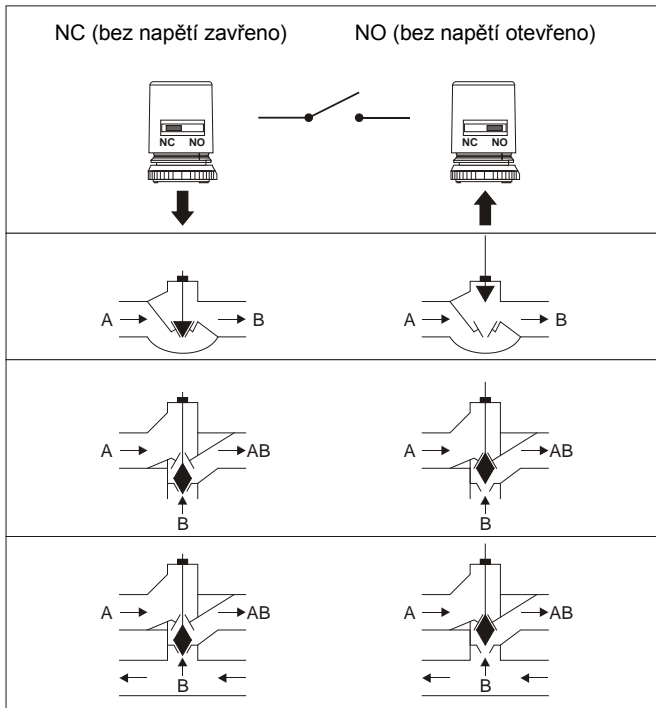 NC (bez napětí zavřeno) NO (bez napětí otevřeno)
NC NO NC NO
A B A B
A AB A AB
B B
A AB A AB
B B